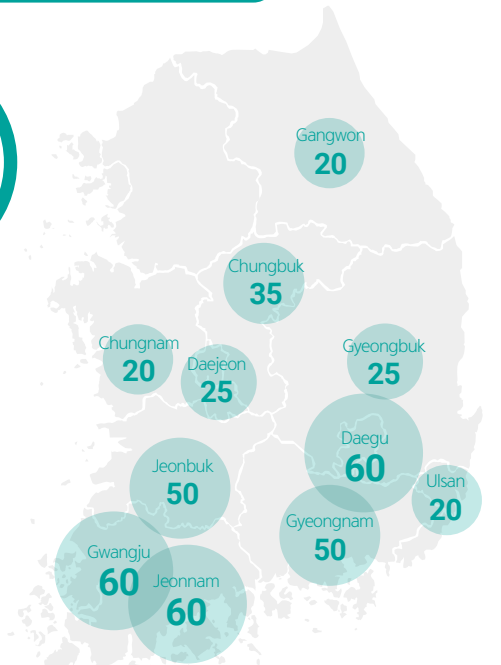 Gangwon
20
Chungbuk
35
Chungnam
20
Daejeon
25
Gyeongbuk
25
Daegu
60
Jeonbuk
50
Ulsan
20
Gyeongnam
50
Gwangju
60
Jeonnam
60